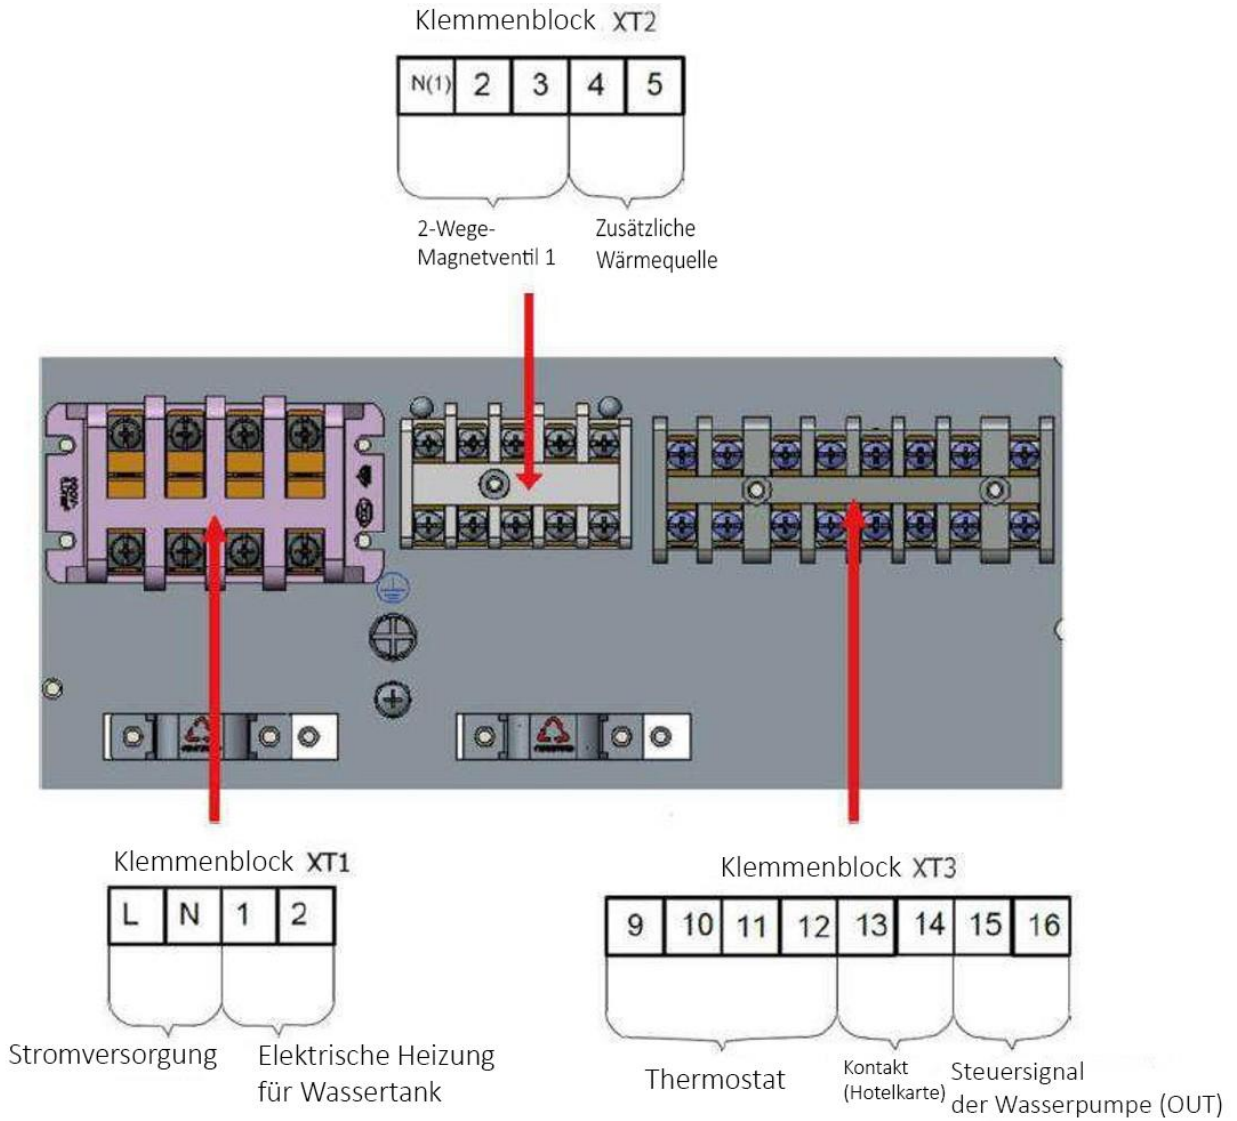 Klemmenblock XT2
N(1) 2 3 4 5
2-Wege-
Magnetventil 1
Zusätzliche
Wärmequelle
Klemmenblock XT1
L N 1 2
Stromversorgung
Elektrische Heizung
für Wassertank
Klemmenblock XT3
9 10 11 12 13 14 15 16
Thermostat
Kontakt
(Hotelkarte)
Steuersignal
der Wasserpumpe (OUT)